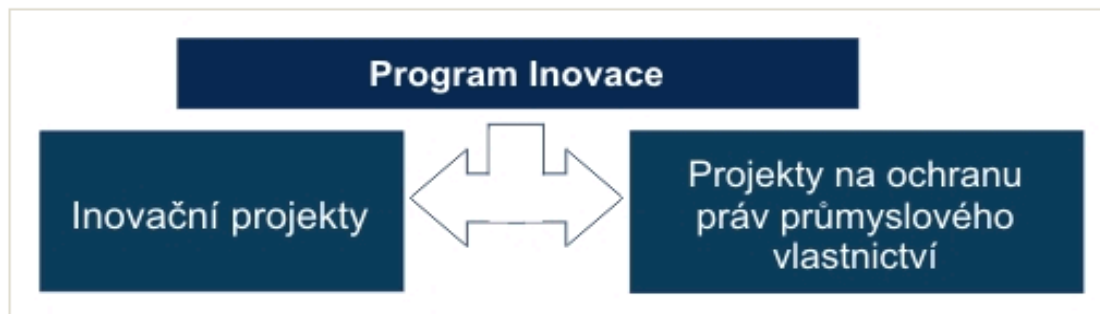 Program Inovace
Inovační projekty
Projekty na ochranu
práv průmyslového
vlastnictví